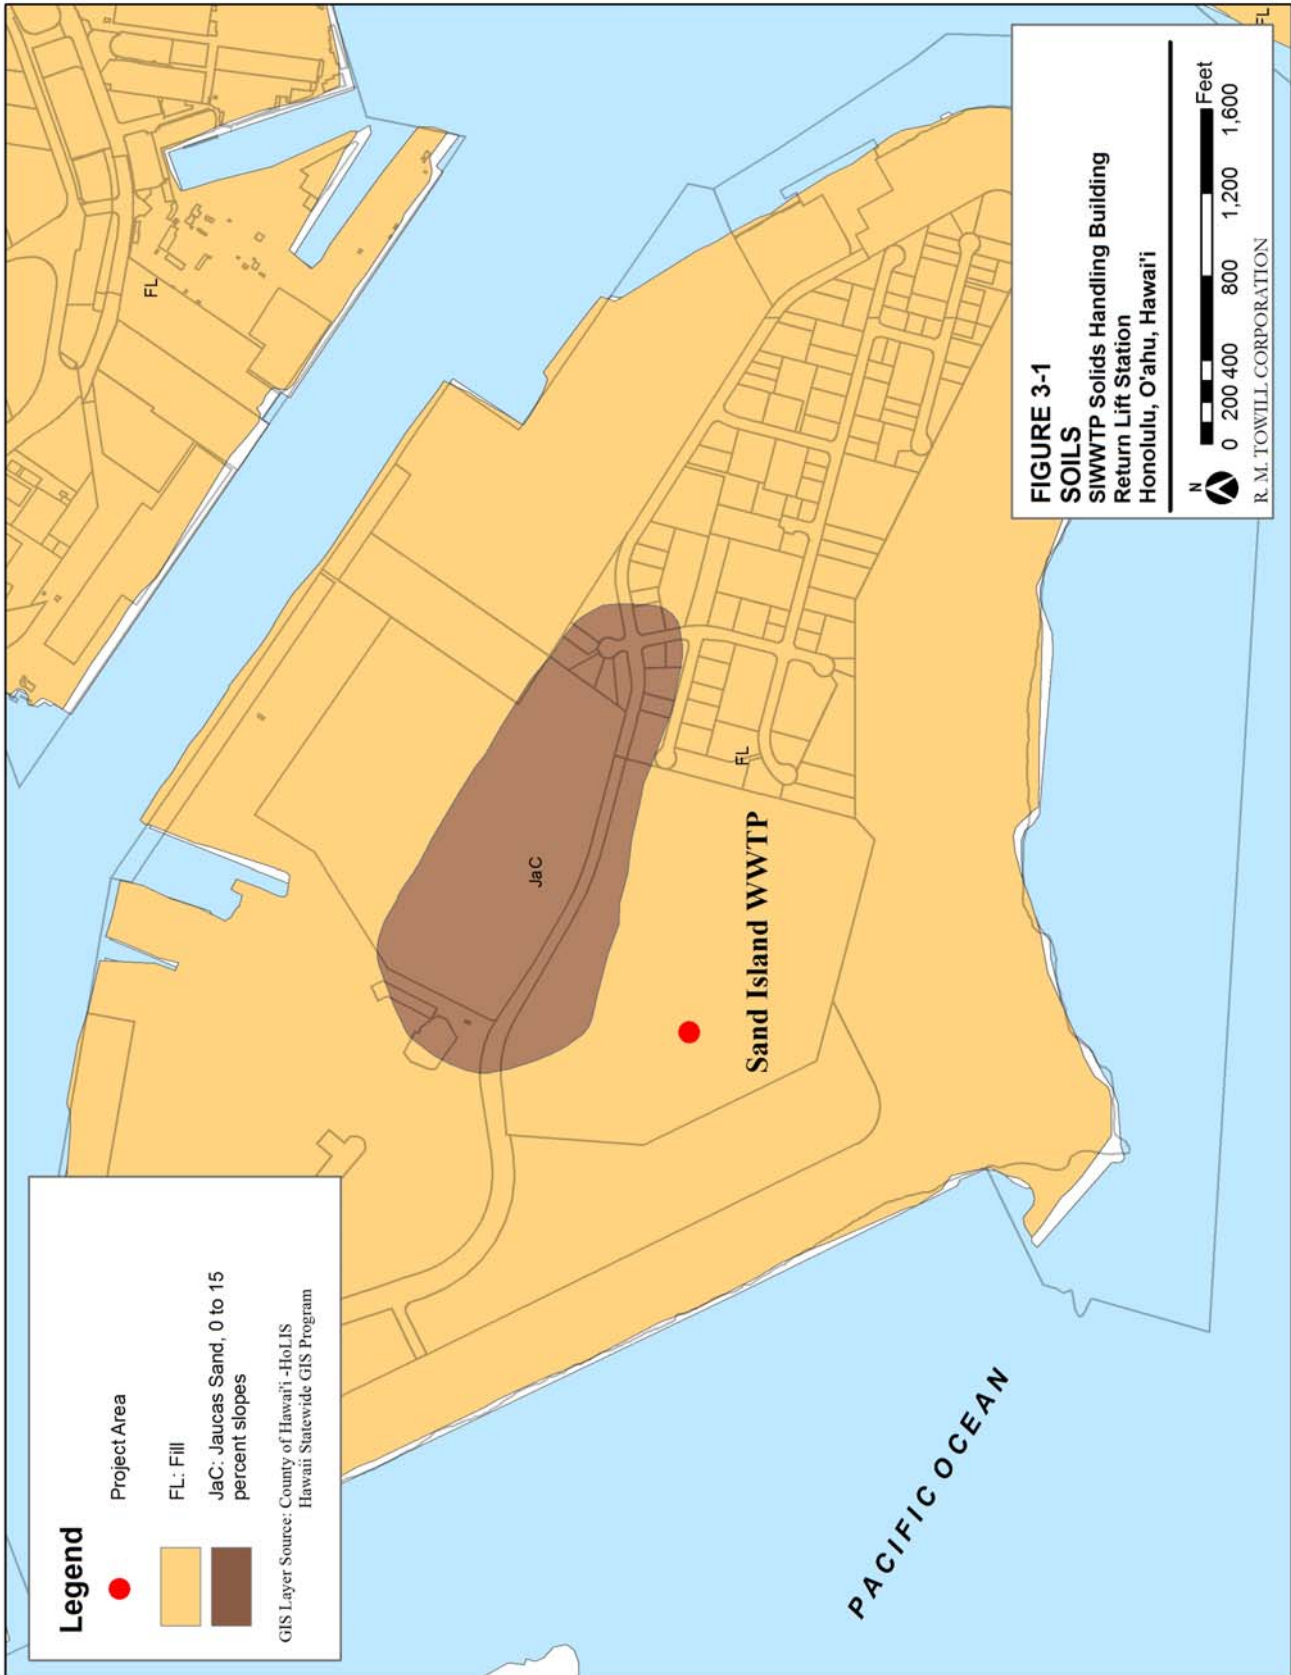 Legend
Project Area
FL: Fill
JaC: Jaucas Sand, 0 to 15
percent slopes
GIS Layer Source: County of Hawai'i -HoLIS
Hawaii Statewide GIS Program
FL
FL
JaC
FL
Sand Island WWTP
PACIFIC OCEAN
FIGURE 3-1
SOILS
SIWWTP Solids Handling Building
Return Lift Station
Honolulu, O'ahu, Hawai'i
N
0 200 400 800 1,200 1,600
Feet
R. M. TOWILL CORPORATION